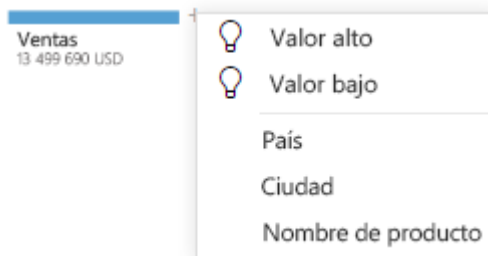 Ventas
13 499 690 USD
Valor alto
Valor bajo
País
Ciudad
Nombre de producto